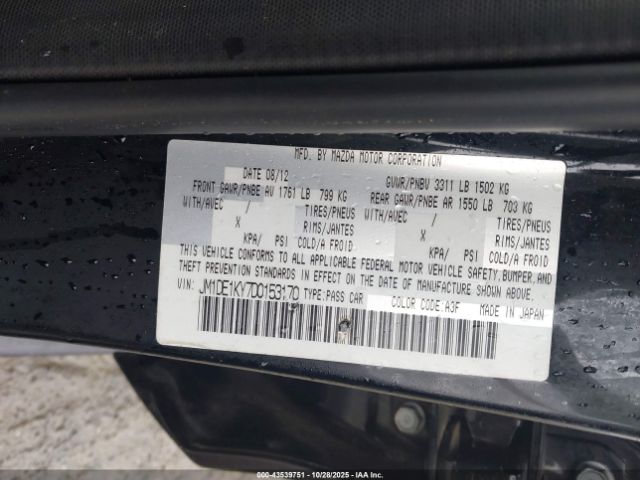 MFD. BY MAZDA MOTOR CORPORATION
DATE 08/12 GVWR/PNBV 3311 LB 1502 KG
FRONT GAWR/PNBE AV 1761 LB 799 KG REAR GAWR/PNBE AR 1550 LB 703 KG
WITH/AVEC / TIRES/PNEUS WITH/AVEC / TIRES/PNEUS
X RIMS/JANTES X RIMS/JANTES
KPA/ PSI COLD/A FROID KPA/ PSI COLD/A FROID
THIS VEHICLE CONFORMS TO ALL APPLICABLE FEDERAL MOTOR VEHICLE SAFETY, BUMPER, AND
THEFT PREVENTION STANDARDS IN EFFECT ON THE DATE OF MANUFACTURE SHOWN ABOVE.
VIN: JM1DE1KY7D0153170 TYPE:PASS CAR COLOR CODE:A3F MADE IN JAPAN
000-43539751 - 10/28/2025 - IAAI.COM